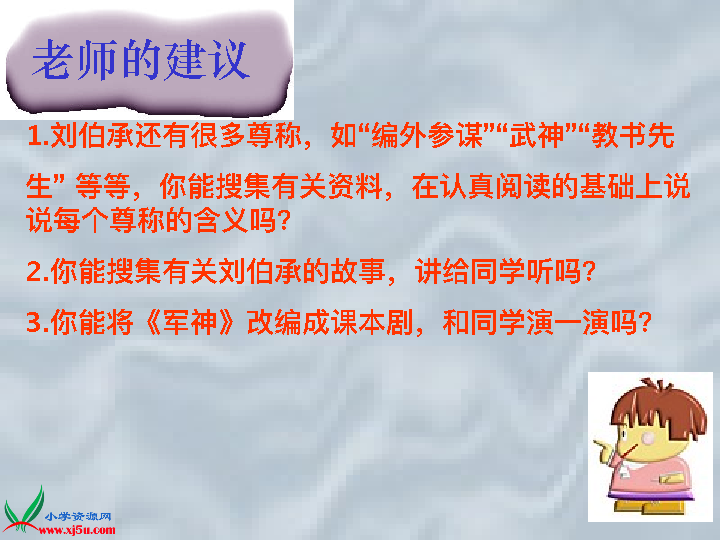 老师的建议
1.刘伯承还有很多尊称，如“编外参谋”“武神”“教书先
生” 等等，你能搜集有关资料，在认真阅读的基础上说
说每个尊称的含义吗?
2.你能搜集有关刘伯承的故事，讲给同学听吗?
3.你能将《军神》改编成课本剧，和同学演一演吗?
小学资源网
www.xj5u.com